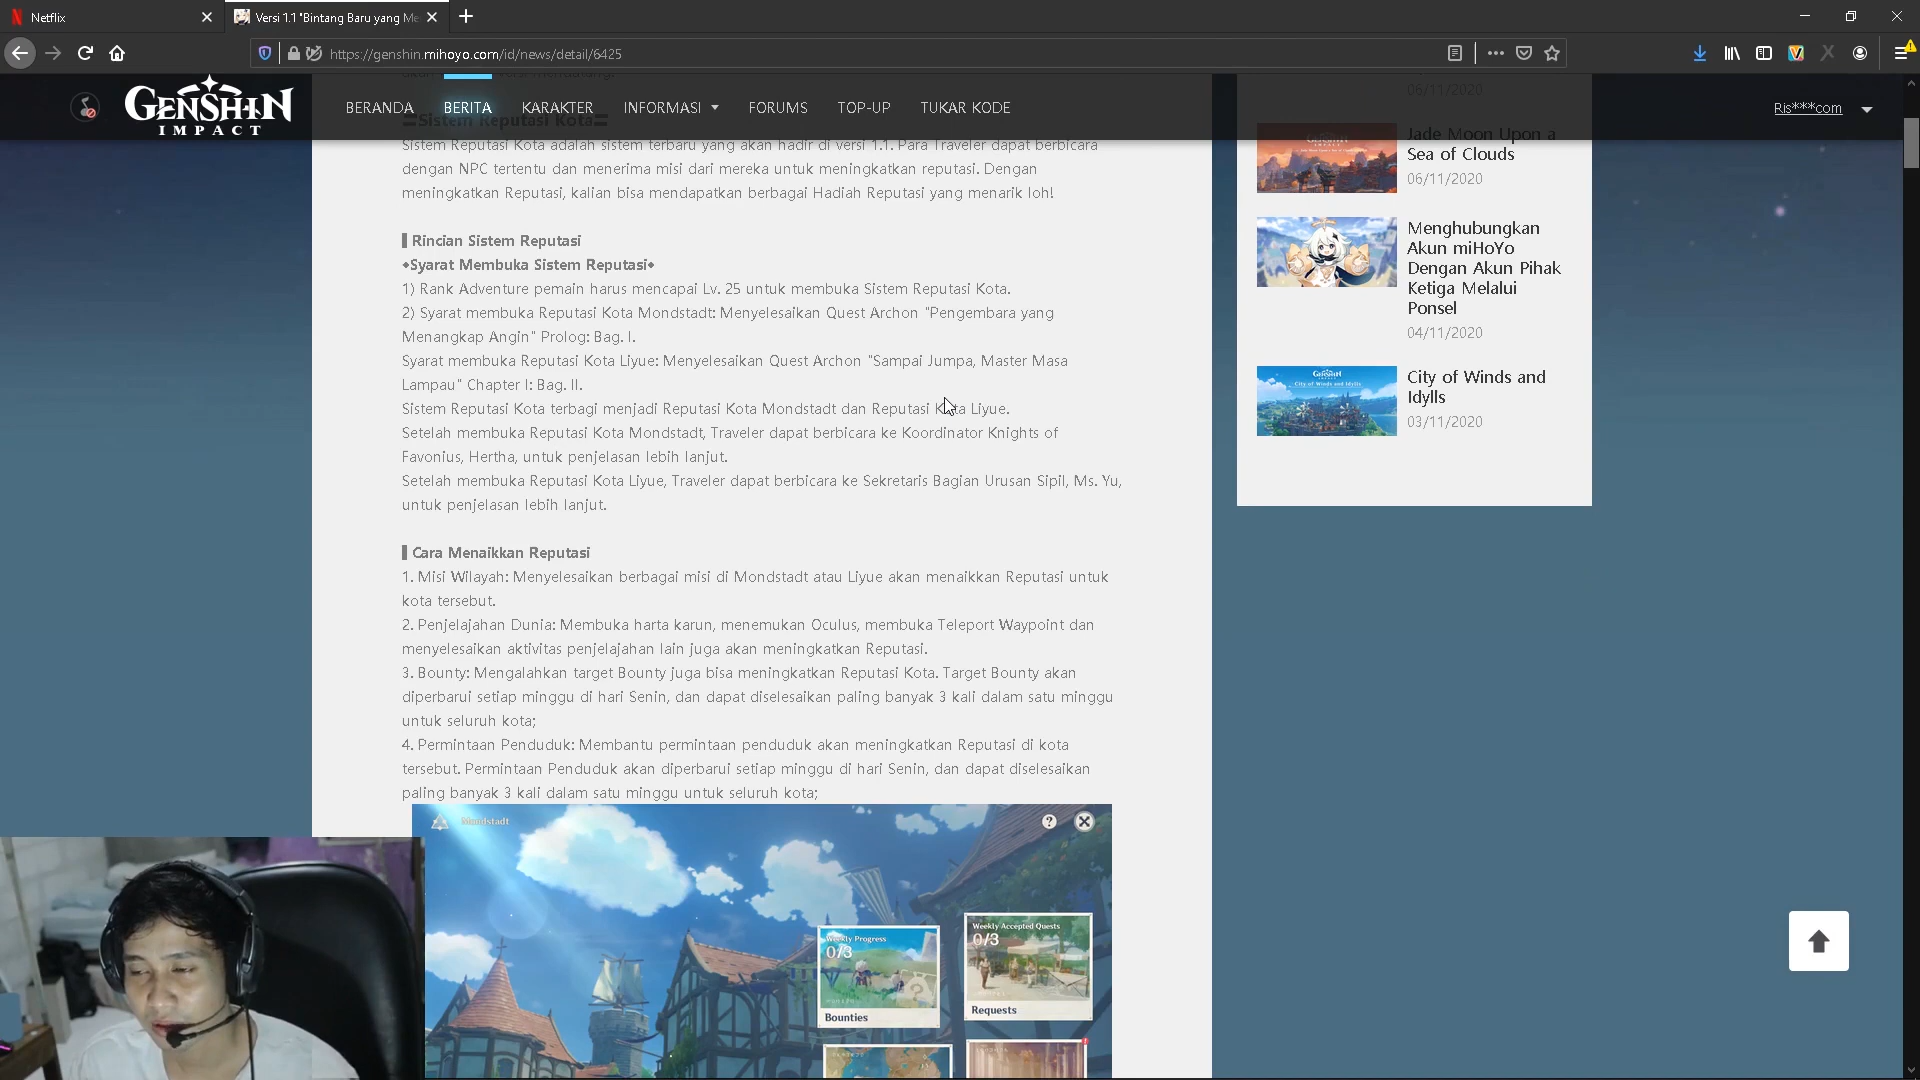 Netflix
Versi 1.1 "Bintang Baru yang Me
https://genshin.mihoyo.com/id/news/detail/6425
GENSHIN
IMPACT
BERANDA
BERITA
KARAKTER
INFORMASI
FORUMS
TOP-UP
TUKAR KODE
Ris***com
=Sistem Reputasi Kota=
Sistem Reputasi Kota adalah sistem terbaru yang akan hadir di versi 1.1. Para Traveler dapat berbicara
dengan NPC tertentu dan menerima misi dari mereka untuk meningkatkan reputasi. Dengan
meningkatkan Reputasi, kalian bisa mendapatkan berbagai Hadiah Reputasi yang menarik loh!
▌Rincian Sistem Reputasi
◆Syarat Membuka Sistem Reputasi◆
1) Rank Adventure pemain harus mencapai Lv. 25 untuk membuka Sistem Reputasi Kota.
2) Syarat membuka Reputasi Kota Mondstadt: Menyelesaikan Quest Archon "Pengembara yang
Menangkap Angin" Prolog: Bag. I.
Syarat membuka Reputasi Kota Liyue: Menyelesaikan Quest Archon "Sampai Jumpa, Master Masa
Lampau" Chapter I: Bag. II.
Sistem Reputasi Kota terbagi menjadi Reputasi Kota Mondstadt dan Reputasi Kota Liyue.
Setelah membuka Reputasi Kota Mondstadt, Traveler dapat berbicara ke Koordinator Knights of
Favonius, Hertha, untuk penjelasan lebih lanjut.
Setelah membuka Reputasi Kota Liyue, Traveler dapat berbicara ke Sekretaris Bagian Urusan Sipil, Ms. Yu,
untuk penjelasan lebih lanjut.
▌Cara Menaikkan Reputasi
1. Misi Wilayah: Menyelesaikan berbagai misi di Mondstadt atau Liyue akan menaikkan Reputasi untuk
kota tersebut.
2. Penjelajahan Dunia: Membuka harta karun, menemukan Oculus, membuka Teleport Waypoint dan
menyelesaikan aktivitas penjelajahan lain juga akan meningkatkan Reputasi.
3. Bounty: Mengalahkan target Bounty juga bisa meningkatkan Reputasi Kota. Target Bounty akan
diperbarui setiap minggu di hari Senin, dan dapat diselesaikan paling banyak 3 kali dalam satu minggu
untuk seluruh kota;
4. Permintaan Penduduk: Membantu permintaan penduduk akan meningkatkan Reputasi di kota
tersebut. Permintaan Penduduk akan diperbarui setiap minggu di hari Senin, dan dapat diselesaikan
paling banyak 3 kali dalam satu minggu untuk seluruh kota;
Mondstadt
Weekly Progress
0/3
Bounties
Weekly Accepted Quests
0/3
Requests
06/11/2020
Jade Moon Upon a
Sea of Clouds
06/11/2020
Menghubungkan
Akun miHoYo
Dengan Akun Pihak
Ketiga Melalui
Ponsel
04/11/2020
GENSHIN
City of Winds and Idylls
City of Winds and
Idylls
03/11/2020